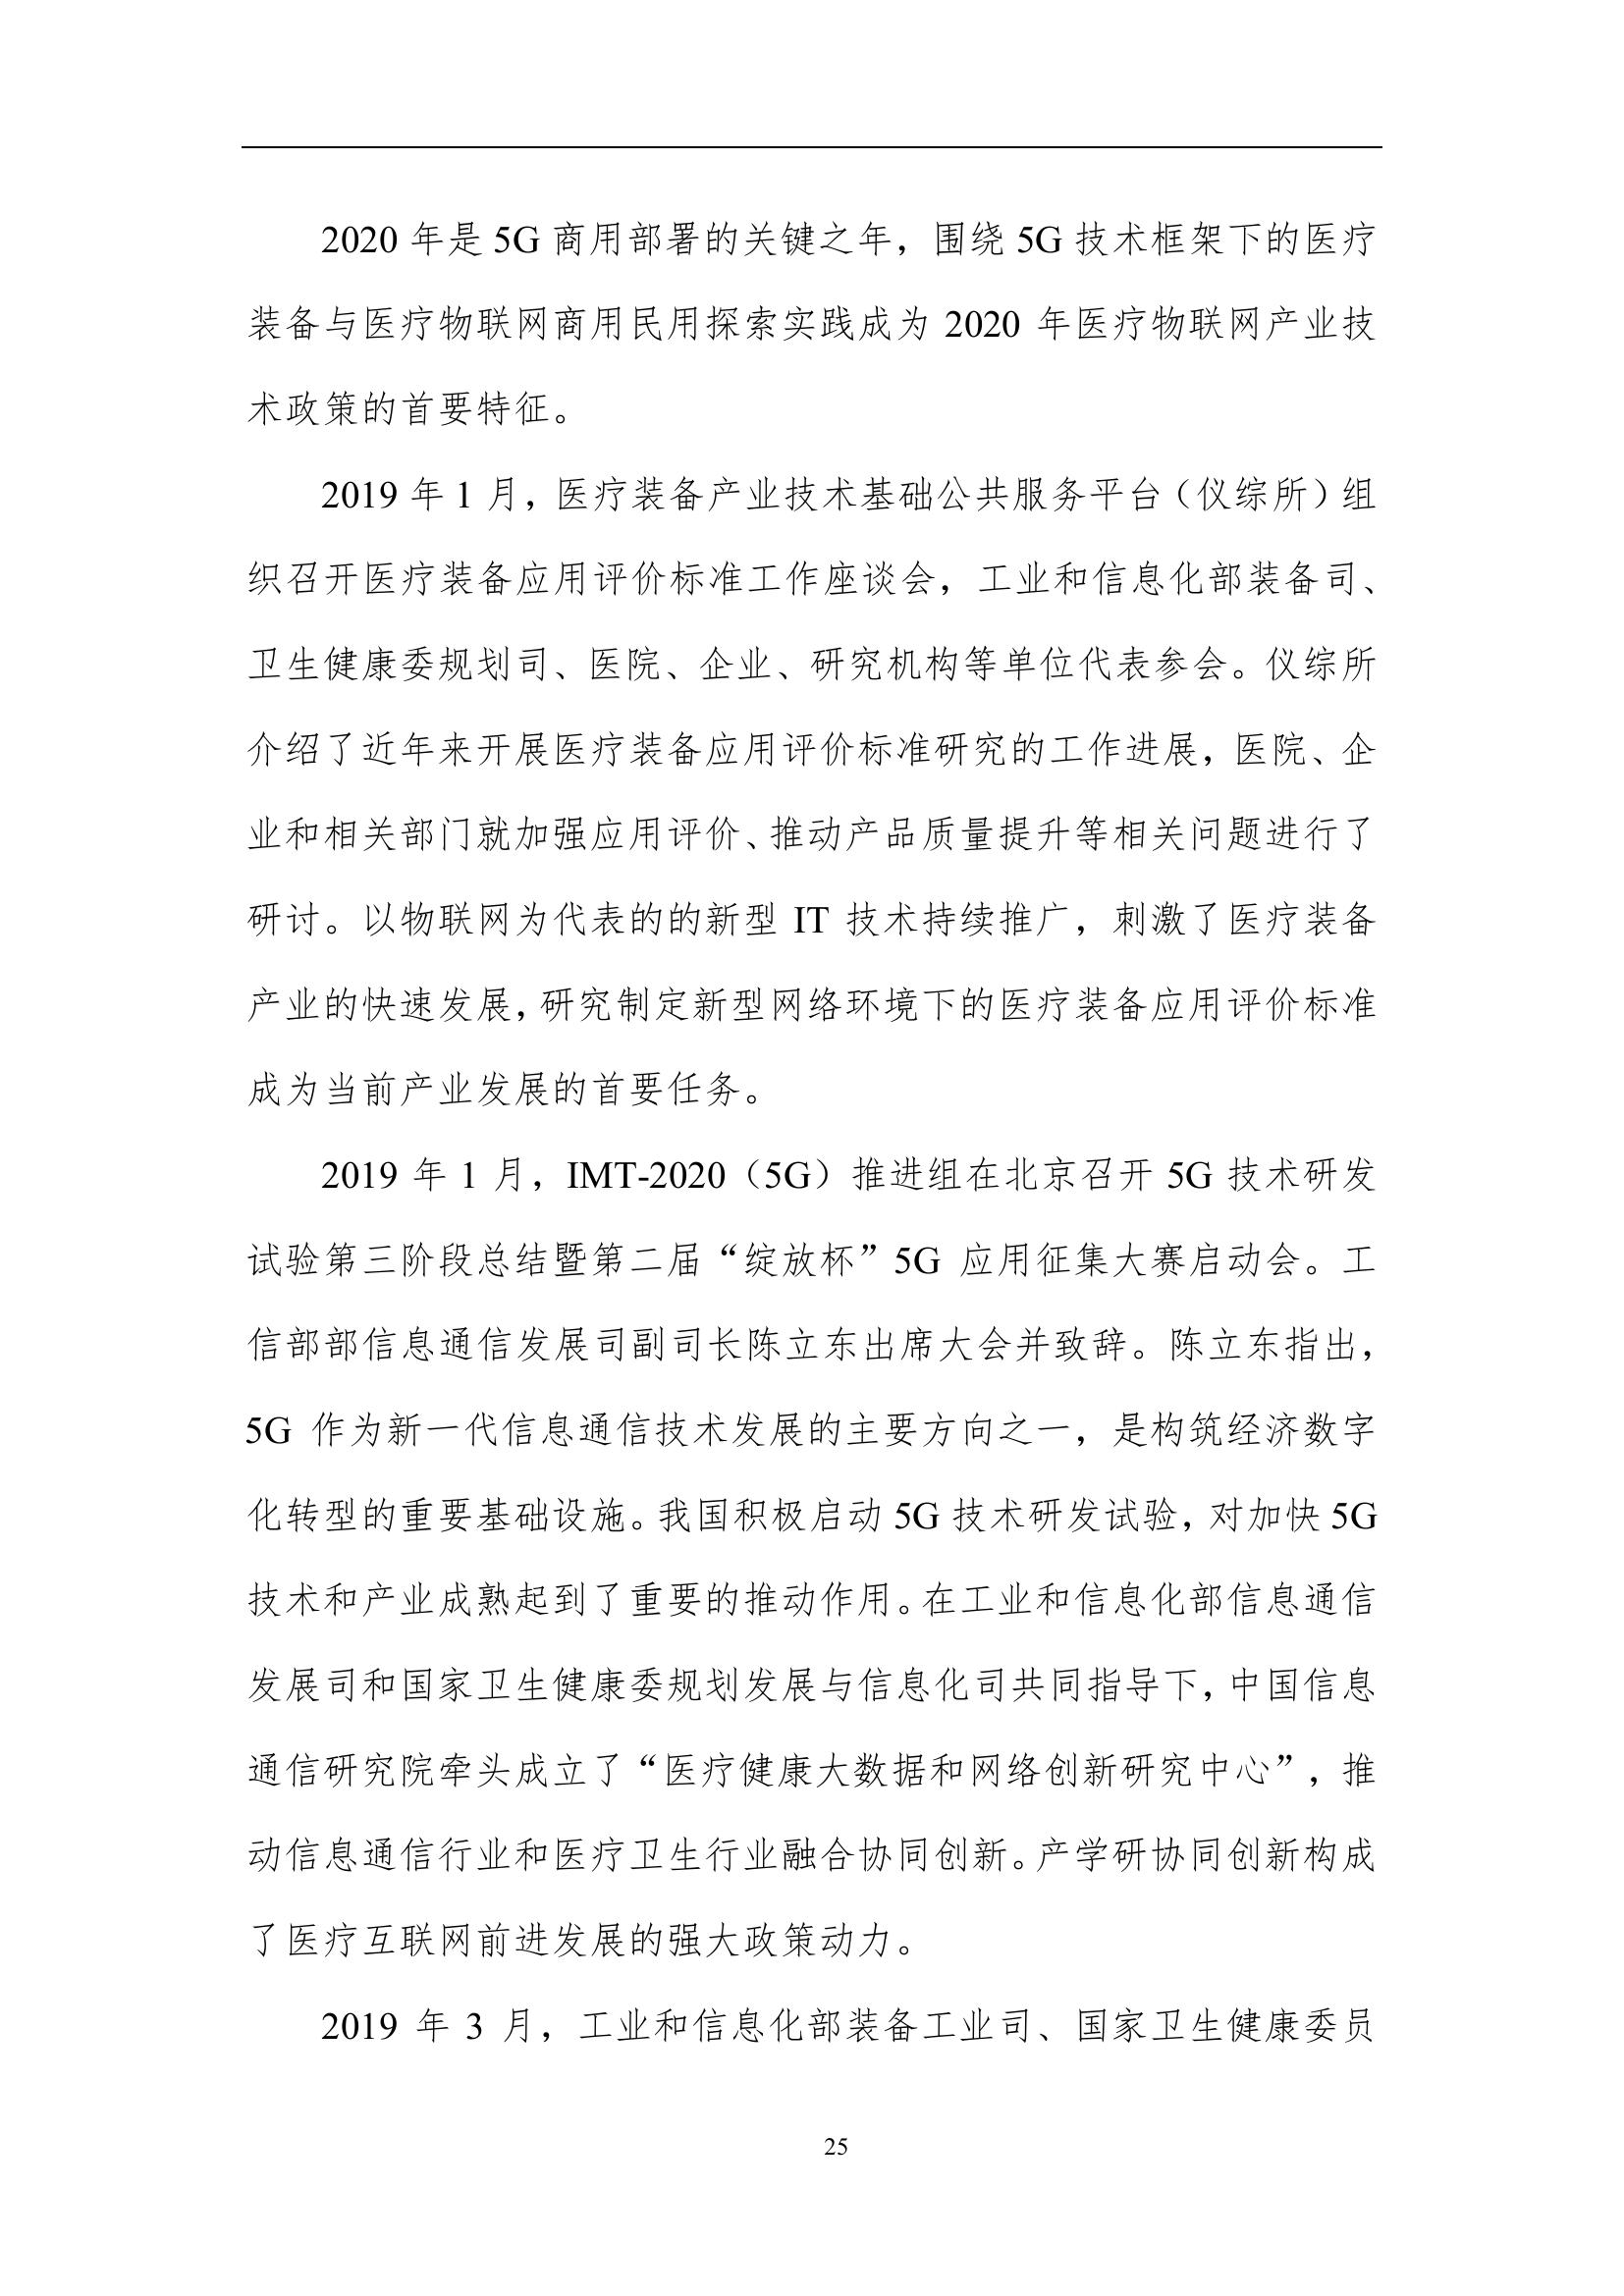 2020 年是 5G 商用部署的关键之年，围绕 5G 技术框架下的医疗
装备与医疗物联网商用民用探索实践成为 2020 年医疗物联网产业技
术政策的首要特征。
2019 年 1 月，医疗装备产业技术基础公共服务平台（仪综所）组
织召开医疗装备应用评价标准工作座谈会，工业和信息化部装备司、
卫生健康委规划司、医院、企业、研究机构等单位代表参会。仪综所
介绍了近年来开展医疗装备应用评价标准研究的工作进展，医院、企
业和相关部门就加强应用评价、推动产品质量提升等相关问题进行了
研讨。以物联网为代表的的新型 IT 技术持续推广，刺激了医疗装备
产业的快速发展，研究制定新型网络环境下的医疗装备应用评价标准
成为当前产业发展的首要任务。
2019 年 1 月，IMT-2020（5G）推进组在北京召开 5G 技术研发
试验第三阶段总结暨第二届“绽放杯”5G 应用征集大赛启动会。工
信部部信息通信发展司副司长陈立东出席大会并致辞。陈立东指出，
5G 作为新一代信息通信技术发展的主要方向之一，是构筑经济数字
化转型的重要基础设施。我国积极启动 5G 技术研发试验，对加快 5G
技术和产业成熟起到了重要的推动作用。在工业和信息化部信息通信
发展司和国家卫生健康委规划发展与信息化司共同指导下，中国信息
通信研究院牵头成立了“医疗健康大数据和网络创新研究中心”，推
动信息通信行业和医疗卫生行业融合协同创新。产学研协同创新构成
了医疗互联网前进发展的强大政策动力。
2019 年 3 月，工业和信息化部装备工业司、国家卫生健康委员
25